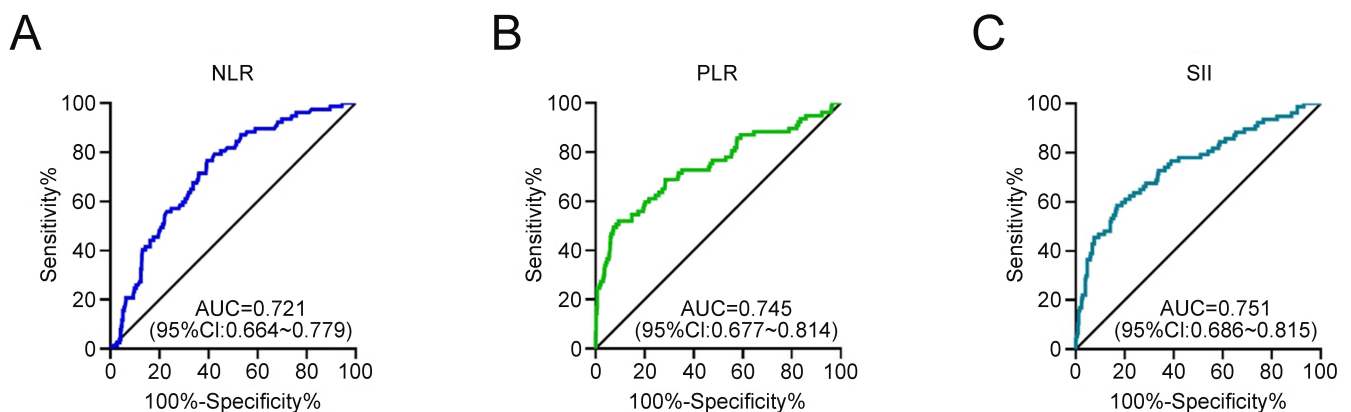 A
NLR
Sensitivity%
100
80
60
40
20
0
AUC=0.721
(95%CI:0.664~0.779)
0 20 40 60 80 100
100%-Specificity%
B
PLR
Sensitivity%
100
80
60
40
20
0
AUC=0.745
(95%CI:0.677~0.814)
0 20 40 60 80 100
100%-Specificity%
C
SII
Sensitivity%
100
80
60
40
20
0
AUC=0.751
(95%CI:0.686~0.815)
0 20 40 60 80 100
100%-Specificity%